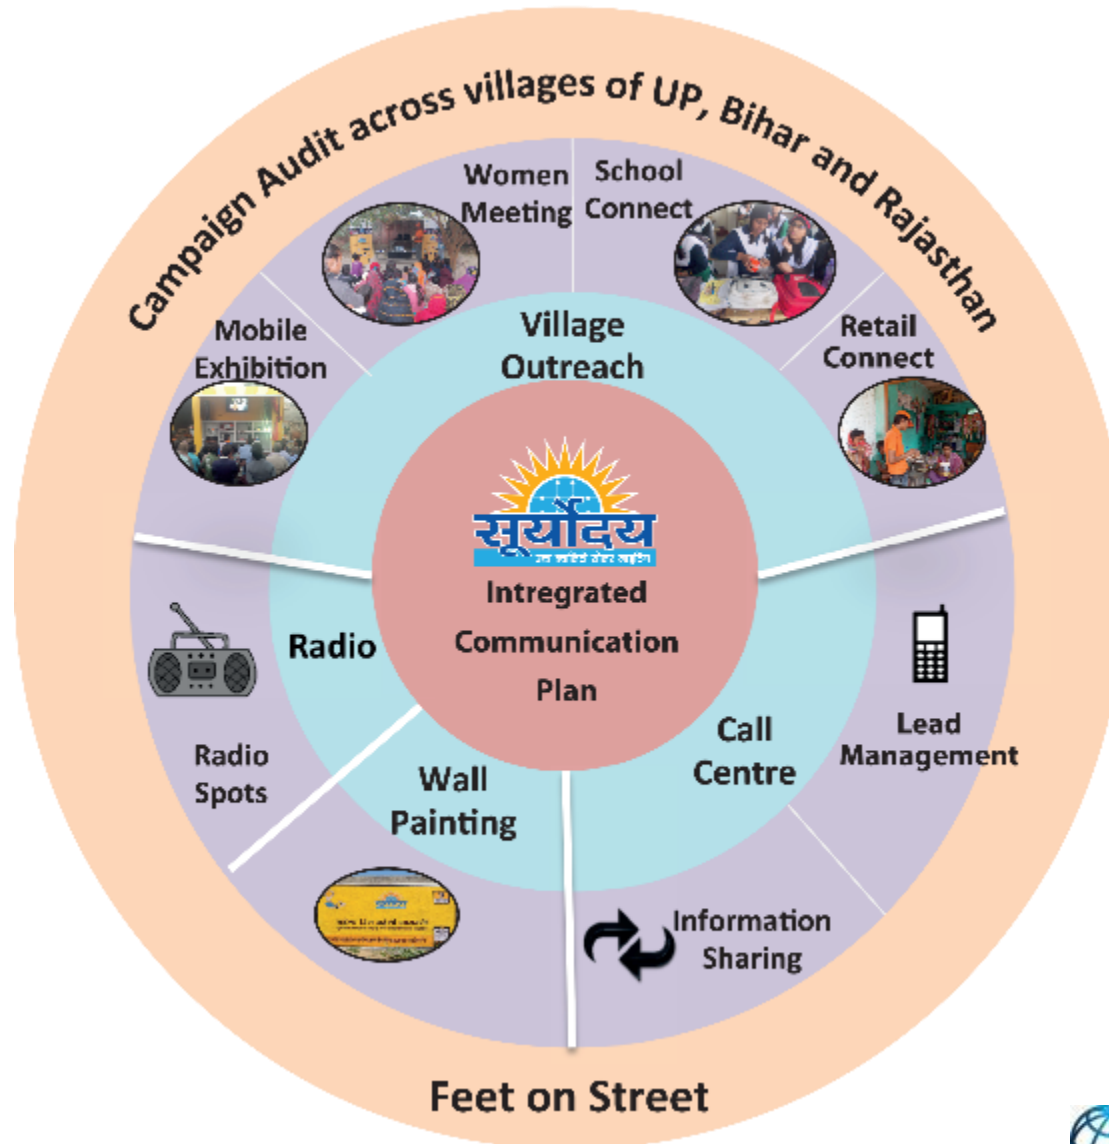 Campaign Audit across villages of UP, Bihar and Rajasthan
Women
Meeting
School
Connect
Mobile
Exhibition
Retail
Connect
Village
Outreach
सूर्योदय
Intregrated
Communication
Plan
Radio
Radio
Spots
Wall
Painting
Call
Centre
Lead
Management
Information
Sharing
Feet on Street